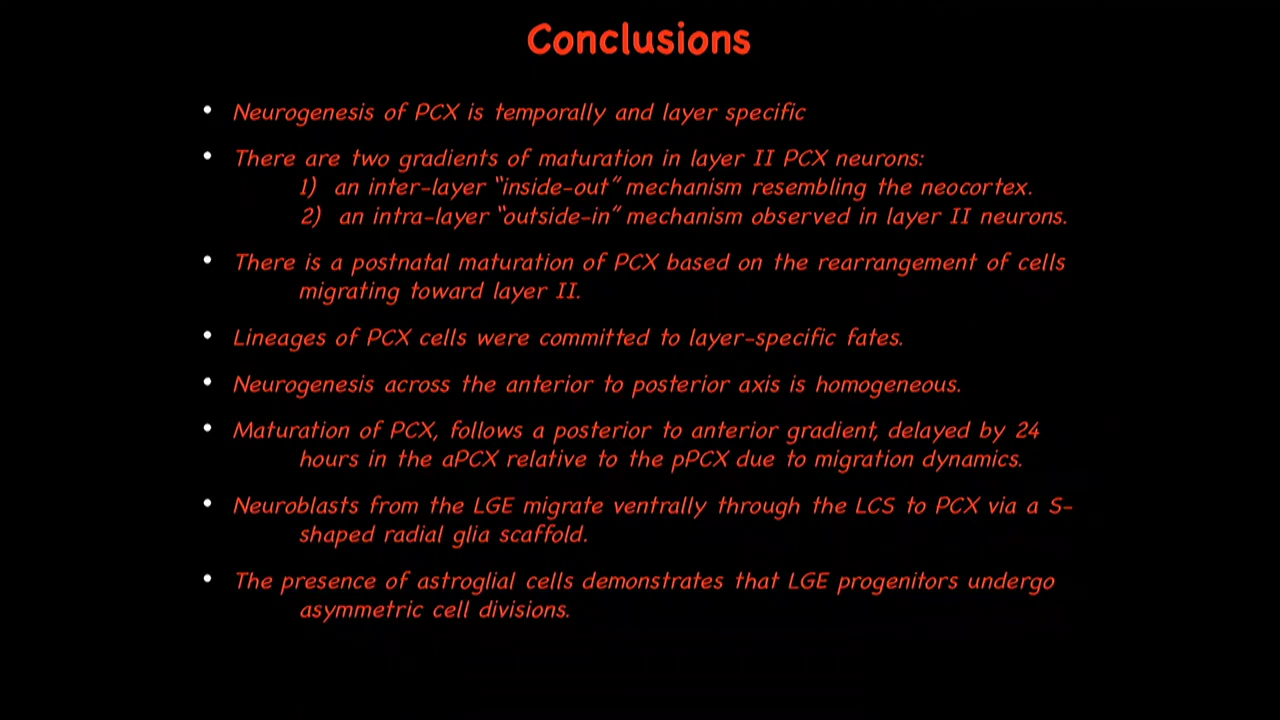 Conclusions
• Neurogenesis of PCX is temporally and layer specific
• There are two gradients of maturation in layer II PCX neurons:
1) an inter-layer “inside-out” mechanism resembling the neocortex.
2) an intra-layer “outside-in” mechanism observed in layer II neurons.
• There is a postnatal maturation of PCX based on the rearrangement of cells
migrating toward layer II.
• Lineages of PCX cells were committed to layer-specific fates.
• Neurogenesis across the anterior to posterior axis is homogeneous.
• Maturation of PCX, follows a posterior to anterior gradient, delayed by 24
hours in the aPCX relative to the pPCX due to migration dynamics.
• Neuroblasts from the LGE migrate ventrally through the LCS to PCX via a S-
shaped radial glia scaffold.
• The presence of astroglial cells demonstrates that LGE progenitors undergo
asymmetric cell divisions.